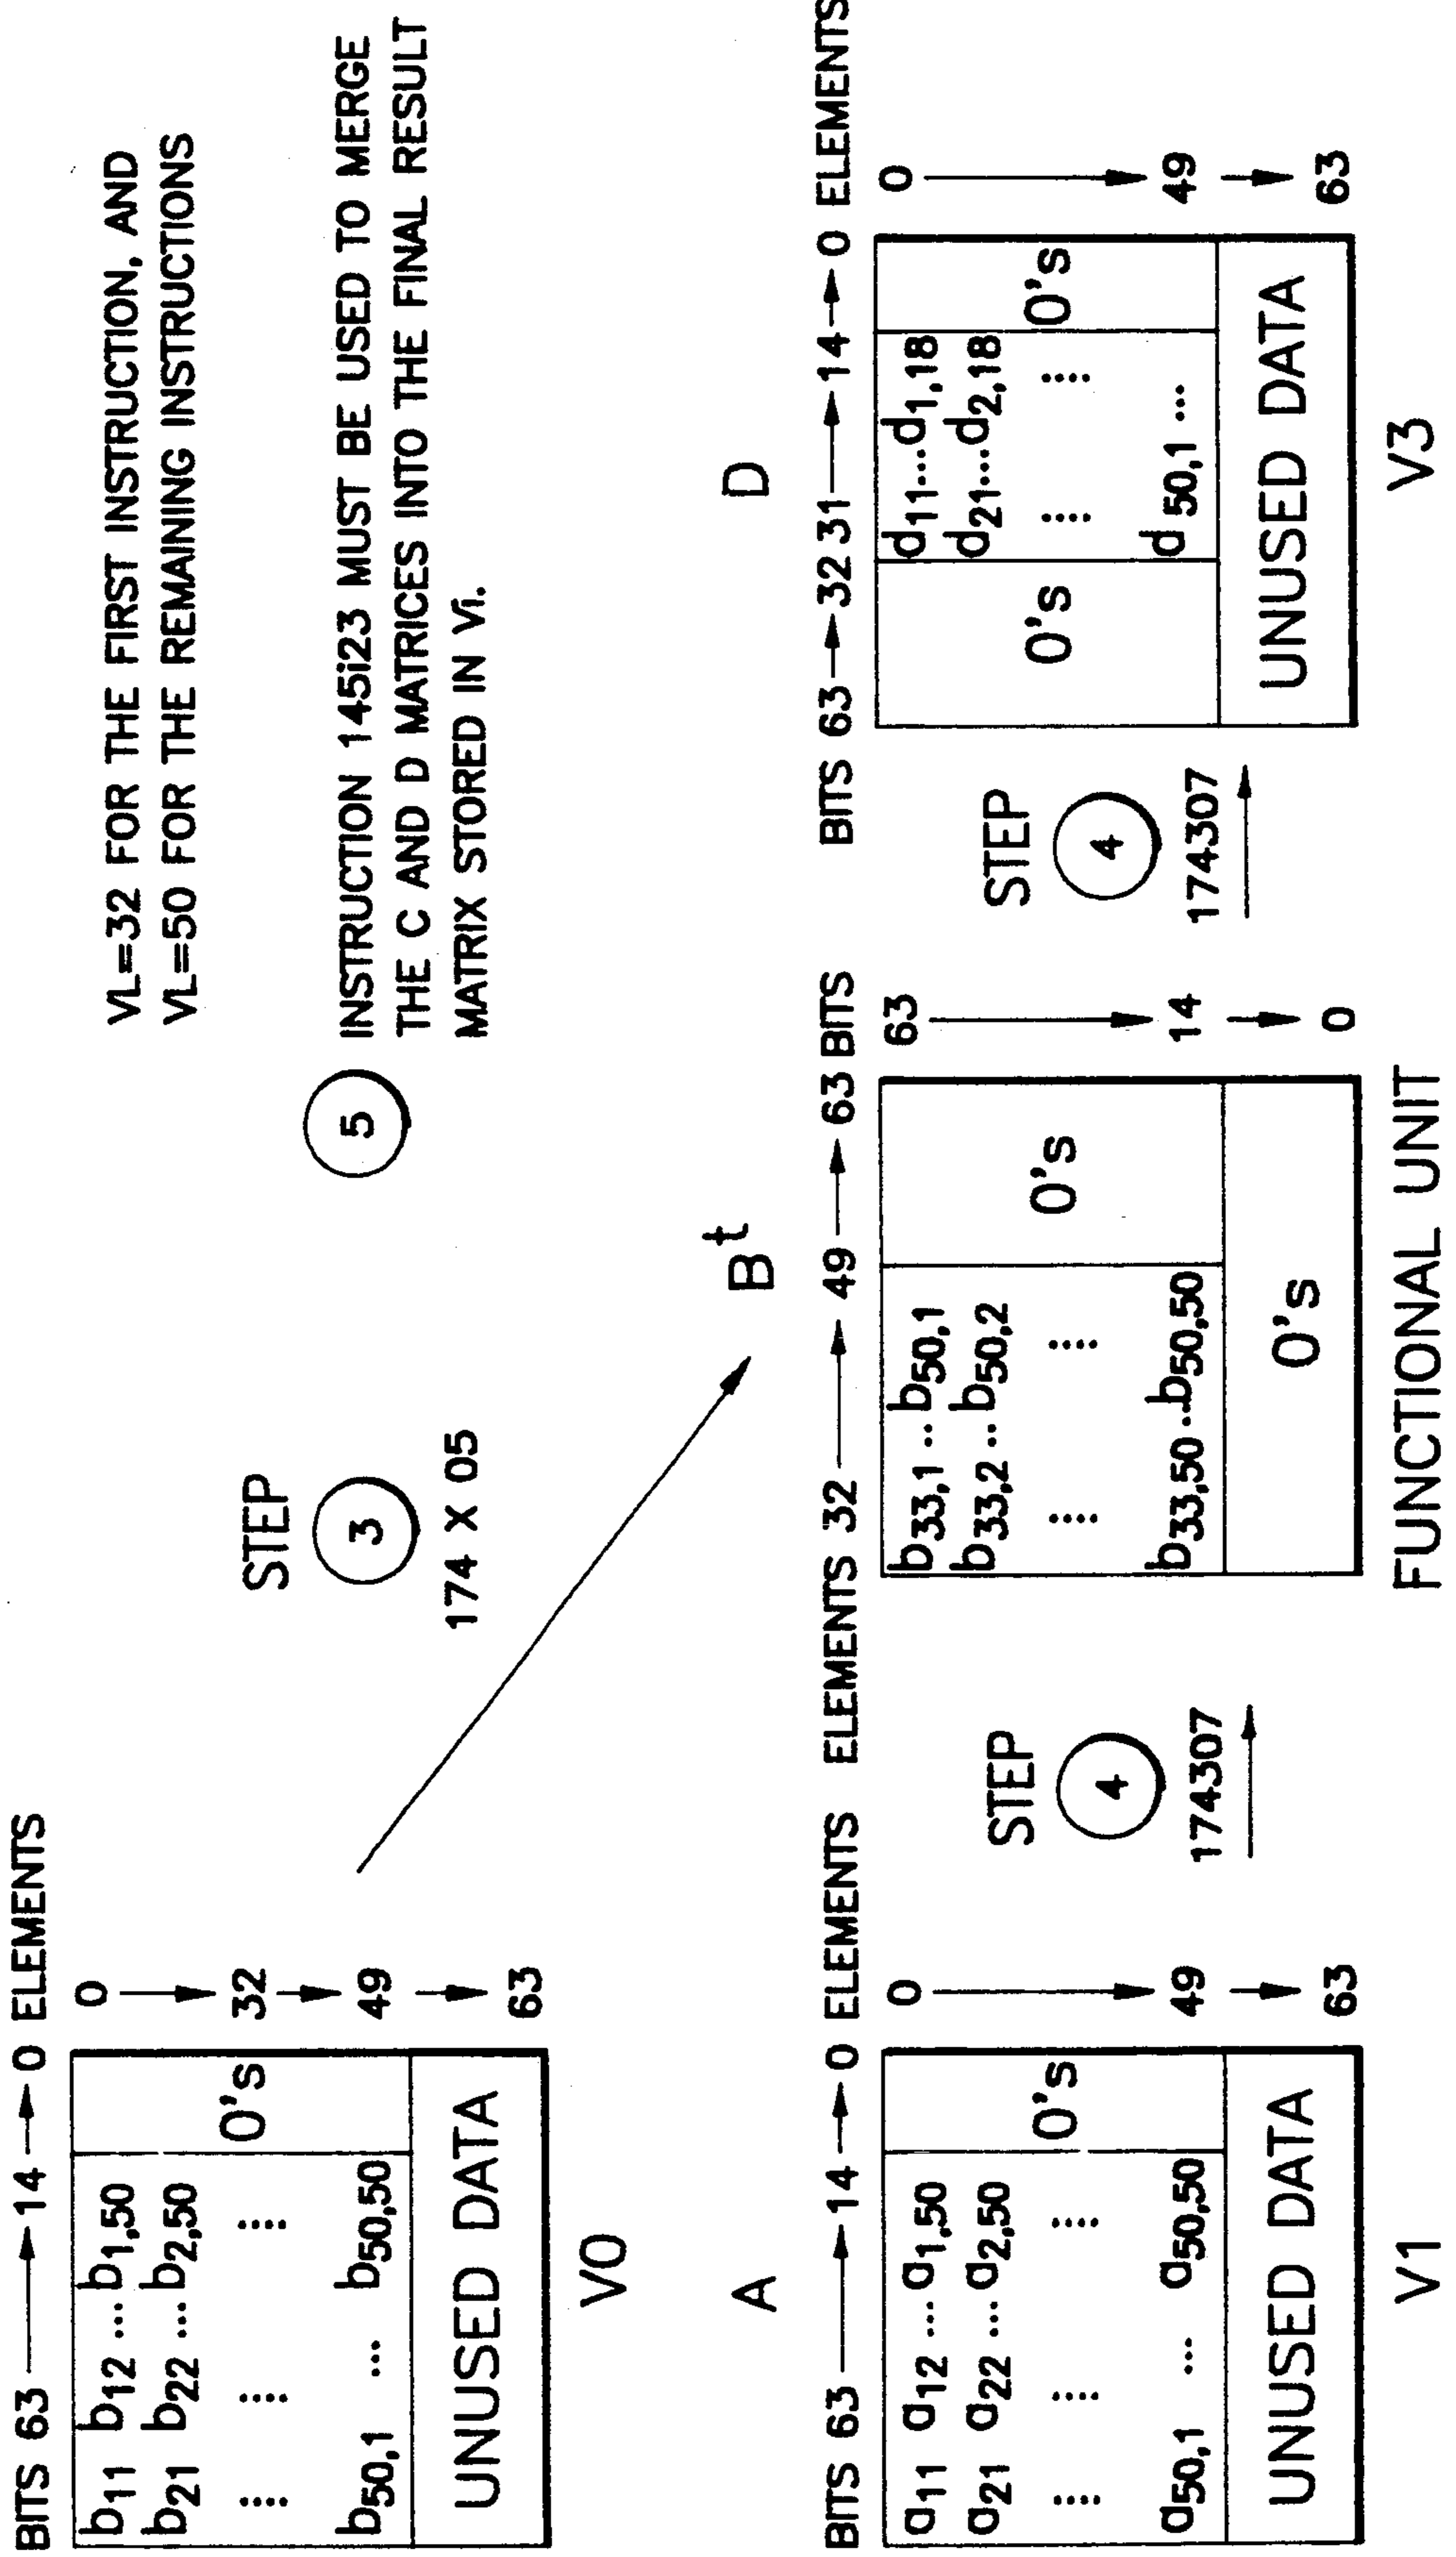 BITS 63 → 14 → 0 ELEMENTS
b11 b12 ... b1,50
b21 b22 ... b2,50
.... .... ....
b50,1 ... b50,50
0's
UNUSED DATA
0 → 32 → 49 → 63
V0
STEP
3
174 X 05
VL=32 FOR THE FIRST INSTRUCTION, AND
VL=50 FOR THE REMAINING INSTRUCTIONS
5
INSTRUCTION 145i23 MUST BE USED TO MERGE
THE C AND D MATRICES INTO THE FINAL RESULT
MATRIX STORED IN Vi.
A
BITS 63 → 14 → 0 ELEMENTS
a11 a12 ... a1,50
a21 a22 ... a2,50
.... .... ....
a50,1 ... a50,50
0's
UNUSED DATA
0 → 49 → 63
V1
STEP
4
174307
Bt
ELEMENTS 32 → 49 → 63 BITS
b33,1 .. b50,1
b33,2 .. b50,2
.... ....
b33,50 .. b50,50
0's
0's
63 → 14 → 0
FUNCTIONAL UNIT
STEP
4
174307
D
BITS 63 → 32 31 → 14 → 0 ELEMENTS
0's
d11...d1,18
d21...d2,18
.... ....
d50,1 ...
0's
UNUSED DATA
0 → 49 → 63
V3